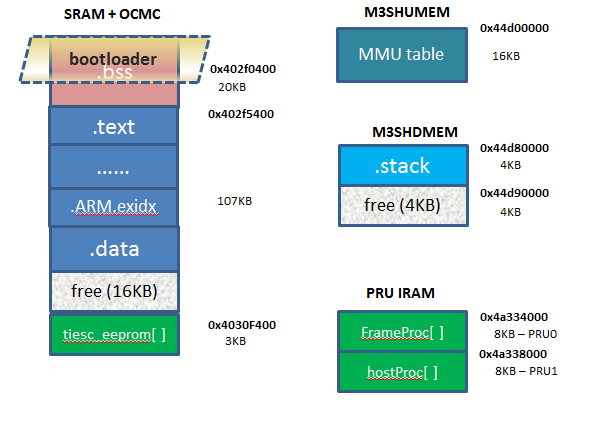 SRAM + OCMC
bootloader
.bss
0x402f0400
20KB
0x402f5400
.text
......
.ARM.exidx
107KB
.data
free (16KB)
0x4030F400
3KB
tiesc_eeprom[ ]
M3SHUMEM
0x44d00000
MMU table
16KB
M3SHDMEM
0x44d80000
.stack
4KB
0x44d90000
free (4KB)
4KB
PRU IRAM
0x4a334000
FrameProc[ ]
8KB – PRU0
0x4a338000
hostProc[ ]
8KB – PRU1